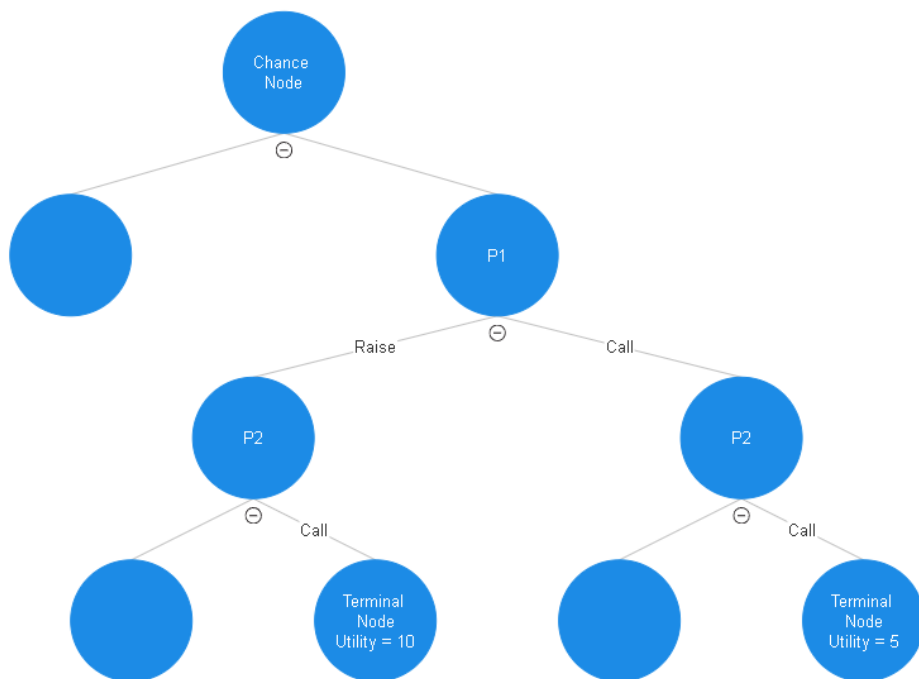 Chance
Node
P1
Raise
Call
P2
P2
Call
Call
Terminal
Node
Utility = 10
Terminal
Node
Utility = 5